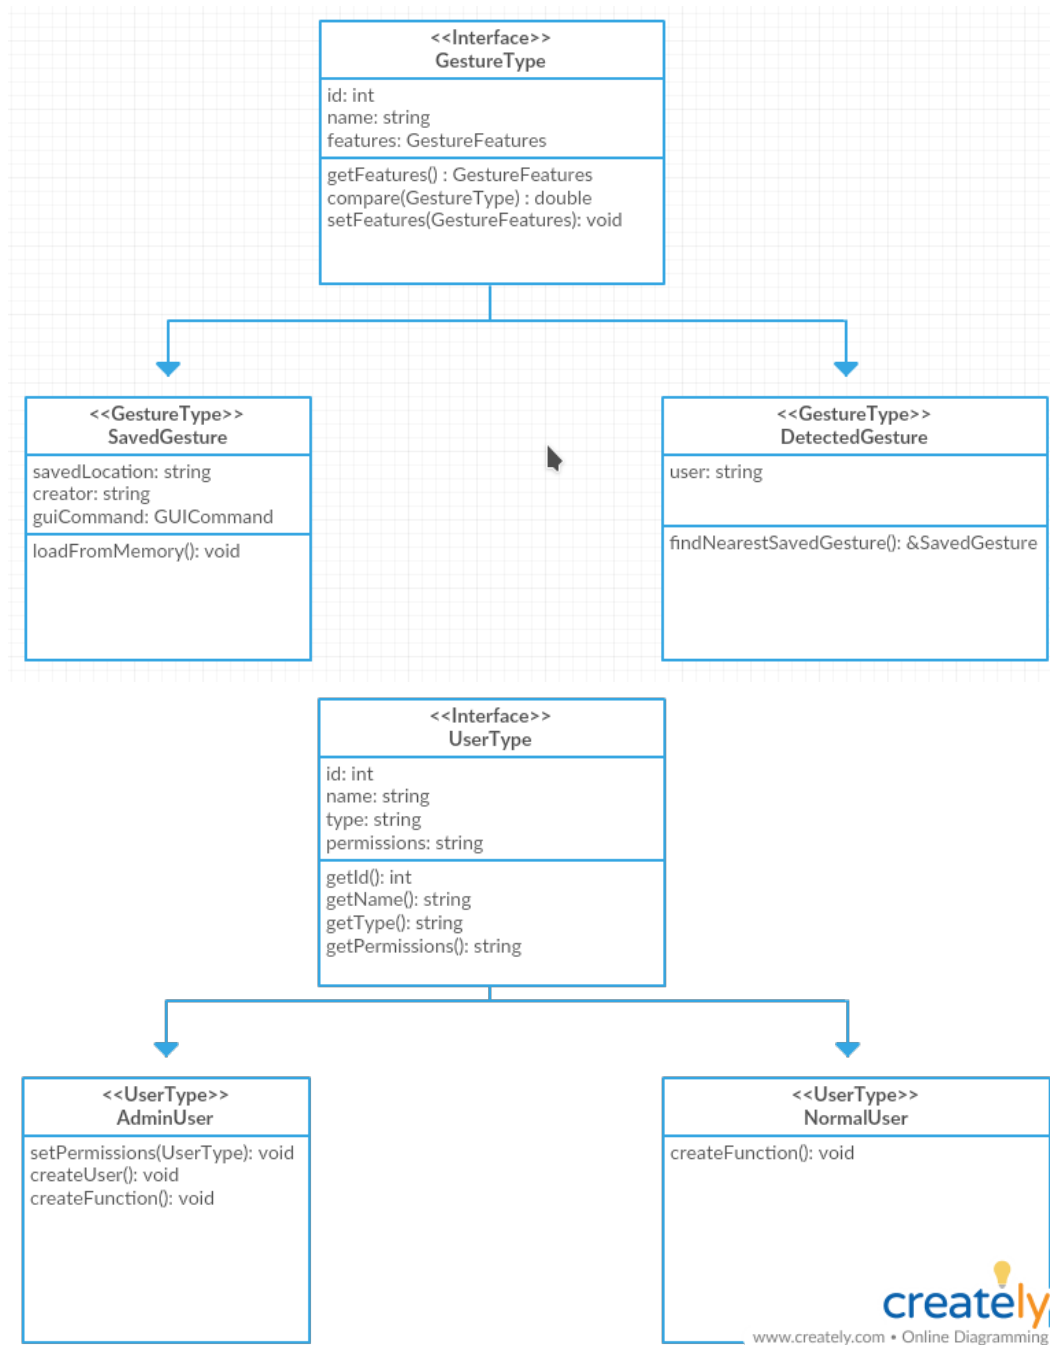 <<Interface>>
GestureType
id: int
name: string
features: GestureFeatures
getFeatures() : GestureFeatures
compare(GestureType) : double
setFeatures(GestureFeatures): void
<<GestureType>>
SavedGesture
savedLocation: string
creator: string
guiCommand: GUICommand
loadFromMemory(): void
<<GestureType>>
DetectedGesture
user: string
findNearestSavedGesture(): &SavedGesture
<<Interface>>
UserType
id: int
name: string
type: string
permissions: string
getId(): int
getName(): string
getType(): string
getPermissions(): string
<<UserType>>
AdminUser
setPermissions(UserType): void
createUser(): void
createFunction(): void
<<UserType>>
NormalUser
createFunction(): void
creately
www.creately.com • Online Diagramming